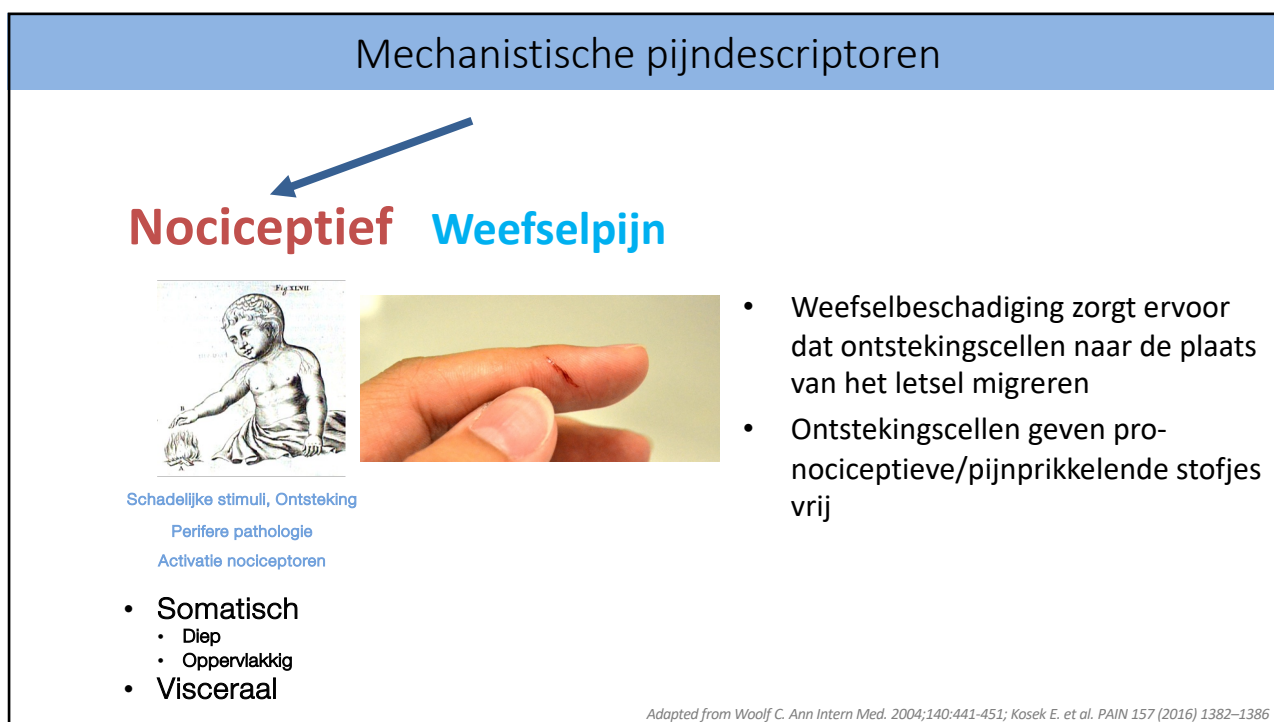 Mechanistische pijndescriptoren
Nociceptief Weefselpijn
Fig XLVII
B
A
Schadelijke stimuli, Ontsteking
Perifere pathologie
Activatie nociceptoren
• Somatisch
• Diep
• Oppervlakkig
• Visceraal
• Weefselbeschadiging zorgt ervoor
dat ontstekingscellen naar de plaats
van het letsel migreren
• Ontstekingscellen geven pro-
nociceptieve/pijnprikkelende stofjes
vrij
Adapted from Woolf C. Ann Intern Med. 2004;140:441-451; Kosek E. et al. PAIN 157 (2016) 1382–1386